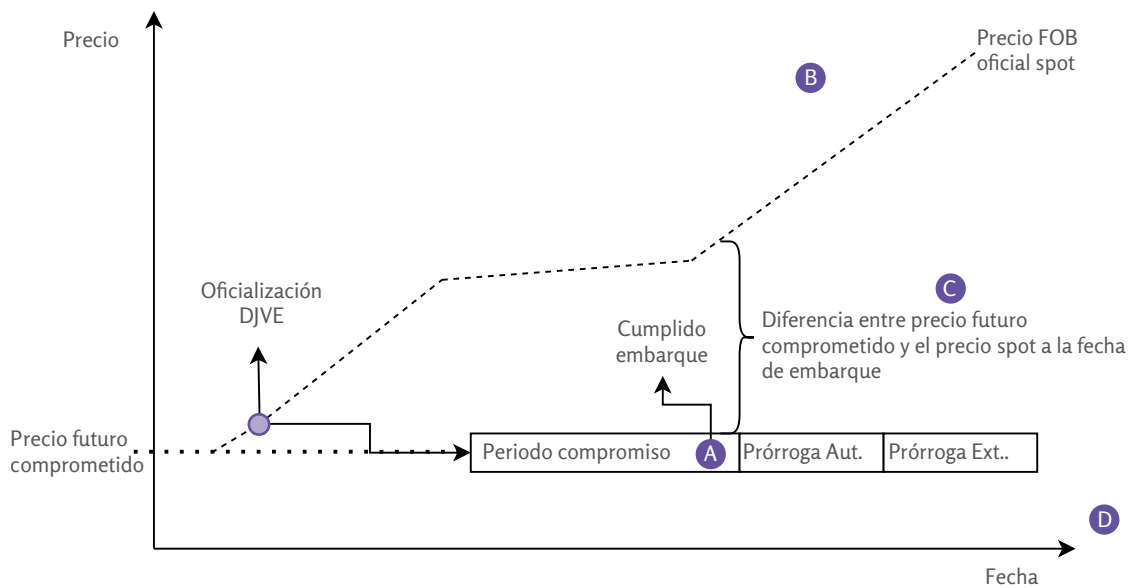 Precio
Precio FOB
oficial spot
B
Oficialización
DJVE
C
Cumplido
embarque
Diferencia entre precio futuro
comprometido y el precio spot a la fecha
de embarque
Precio futuro
comprometido
Periodo compromiso
A
Prórroga Aut.
Prórroga Ext..
D
Fecha